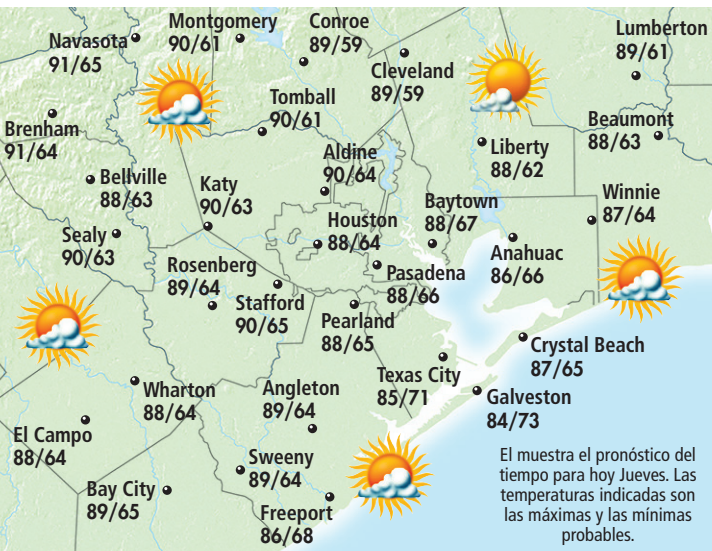 Montgomery
90/61
Conroe
89/59
Lumberton
89/61
Navasota
91/65
Cleveland
89/59
Tomball
90/61
Brenham
91/64
Beaumont
88/63
Liberty
88/62
Aldine
90/64
Bellville
88/63
Katy
90/63
Baytown
88/67
Winnie
87/64
Houston
88/64
Sealy
90/63
Anahuac
86/66
Rosenberg
89/64
Pasadena
88/66
Stafford
90/65
Pearland
88/65
Crystal Beach
87/65
Texas City
85/71
Wharton
88/64
Angleton
89/64
Galveston
84/73
El Campo
88/64
Sweeny
89/64
Bay City
89/65
Freeport
86/68
El muestra el pronóstico del
tiempo para hoy Jueves. Las
temperaturas indicadas son
las máximas y las mínimas
probables.